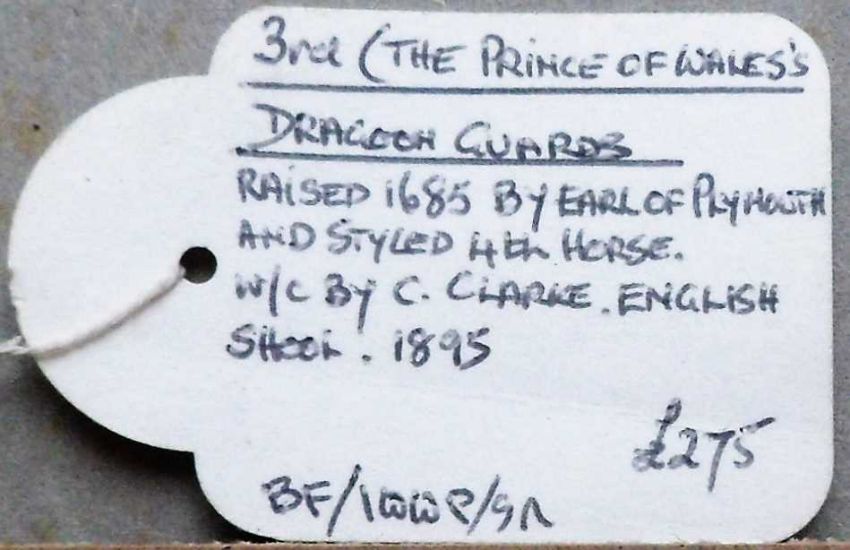 3rd (THE PRINCE OF WALES'S
DRAGOON GUARDS
RAISED 1685 BY EARL OF PLYMOUTH
AND STYLED 4th HORSE.
W/C BY C. CLARKE. ENGLISH
SHOOL. 1895
£275